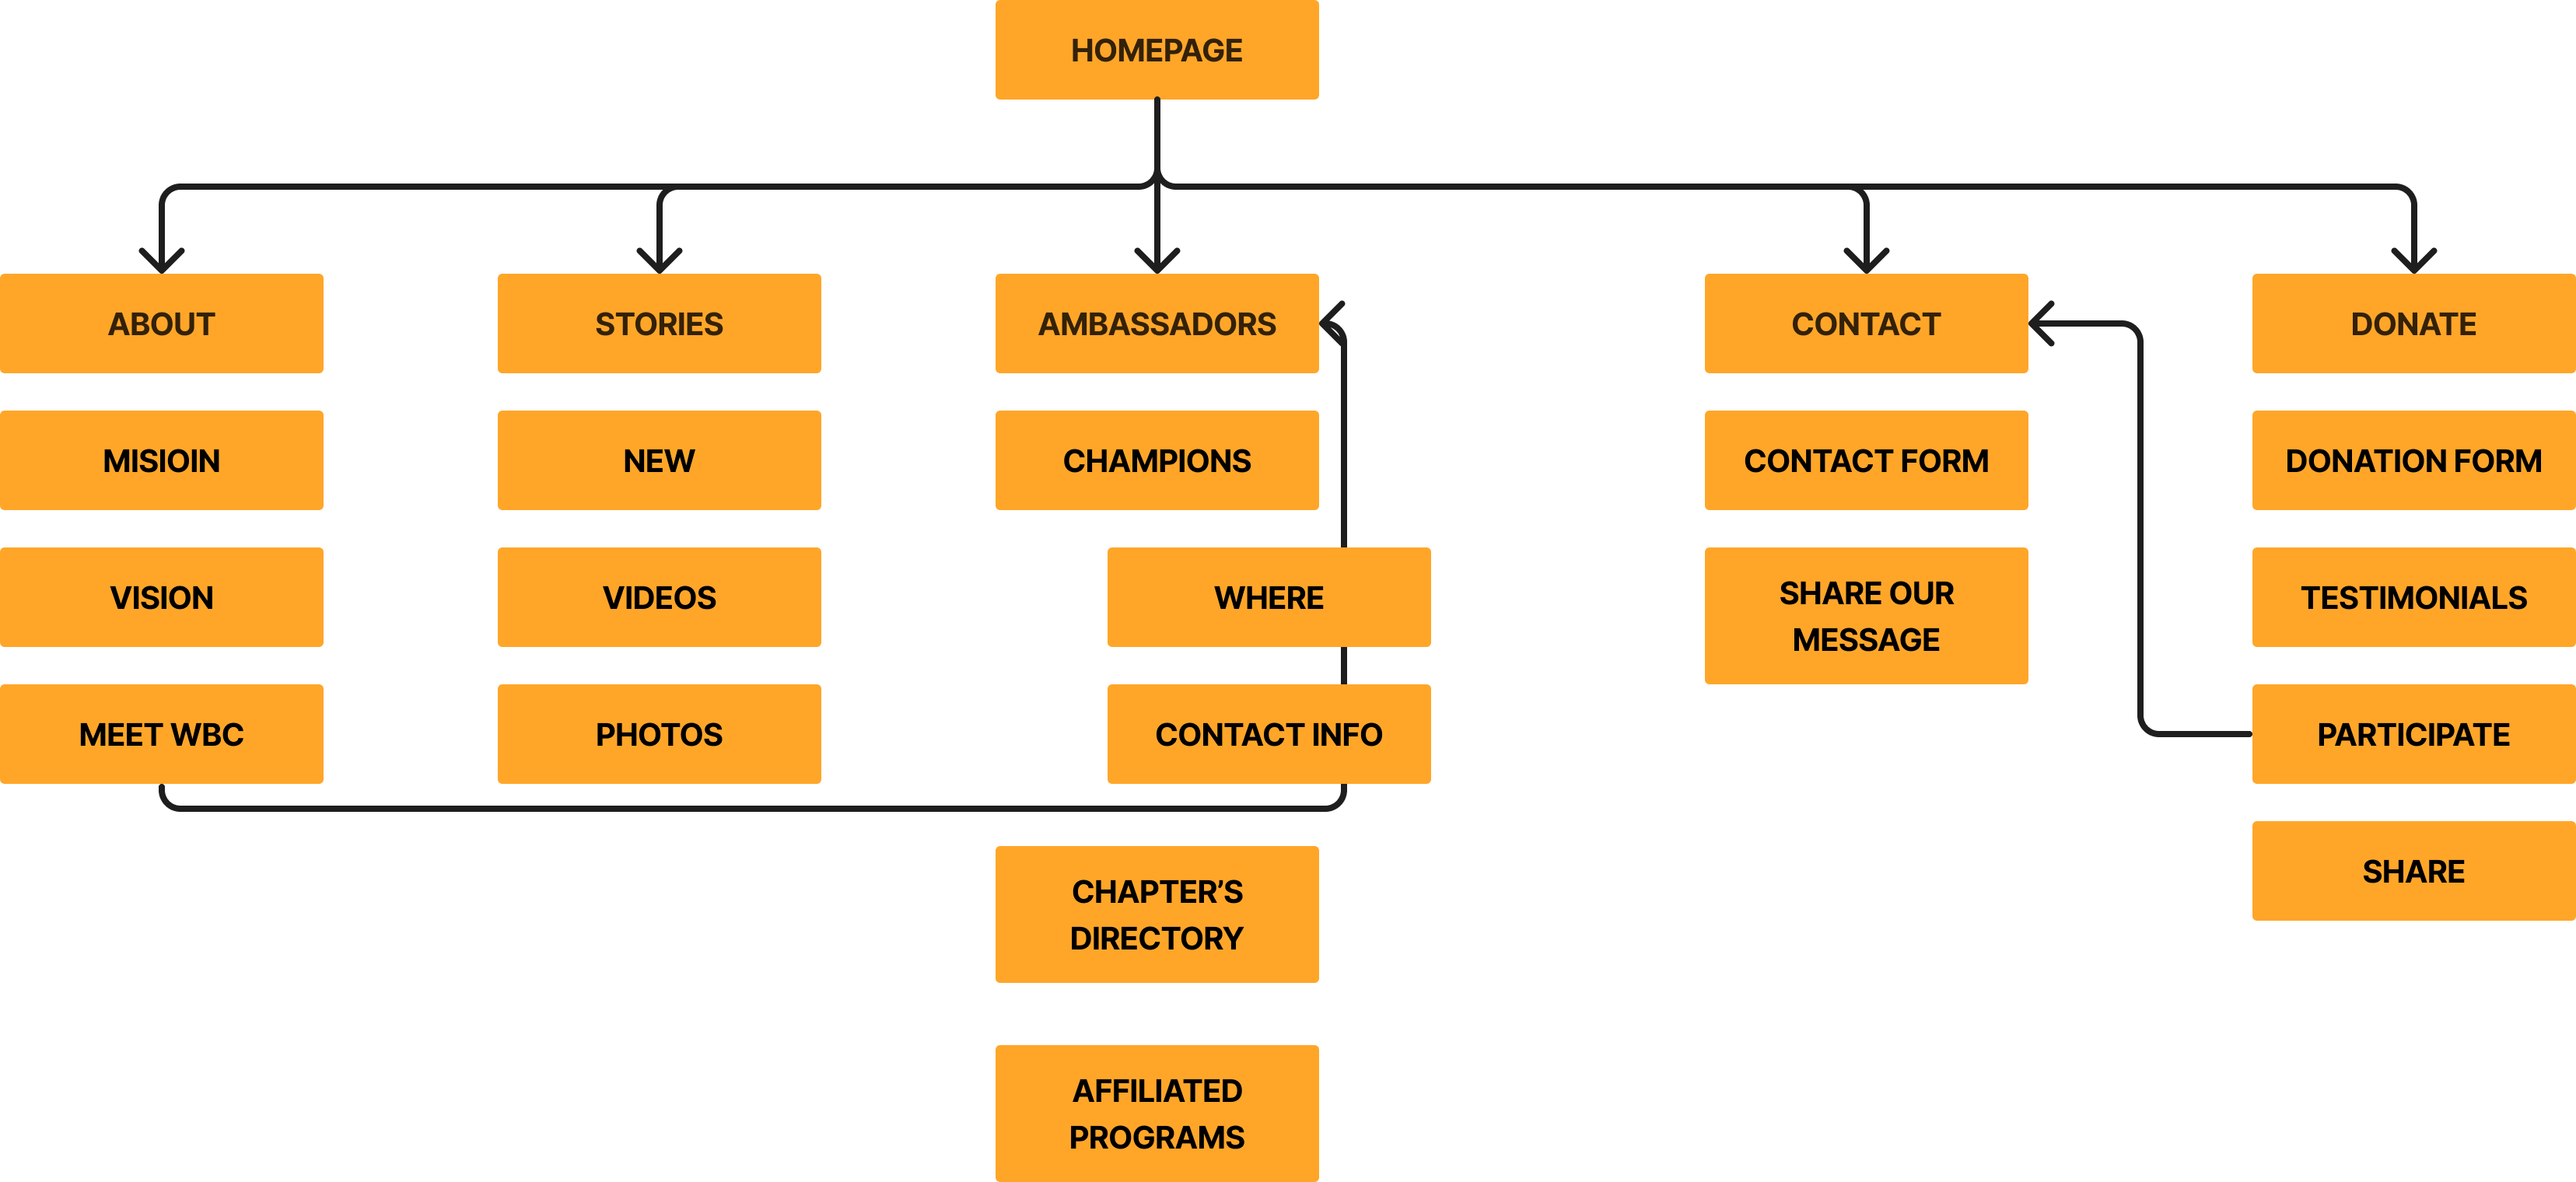 HOMEPAGE
ABOUT
STORIES
AMBASSADORS
CONTACT
DONATE
MISIOIN
NEW
CHAMPIONS
CONTACT FORM
DONATION FORM
VISION
VIDEOS
WHERE
SHARE OUR
MESSAGE
TESTIMONIALS
MEET WBC
PHOTOS
CONTACT INFO
PARTICIPATE
CHAPTER’S
DIRECTORY
SHARE
AFFILIATED
PROGRAMS